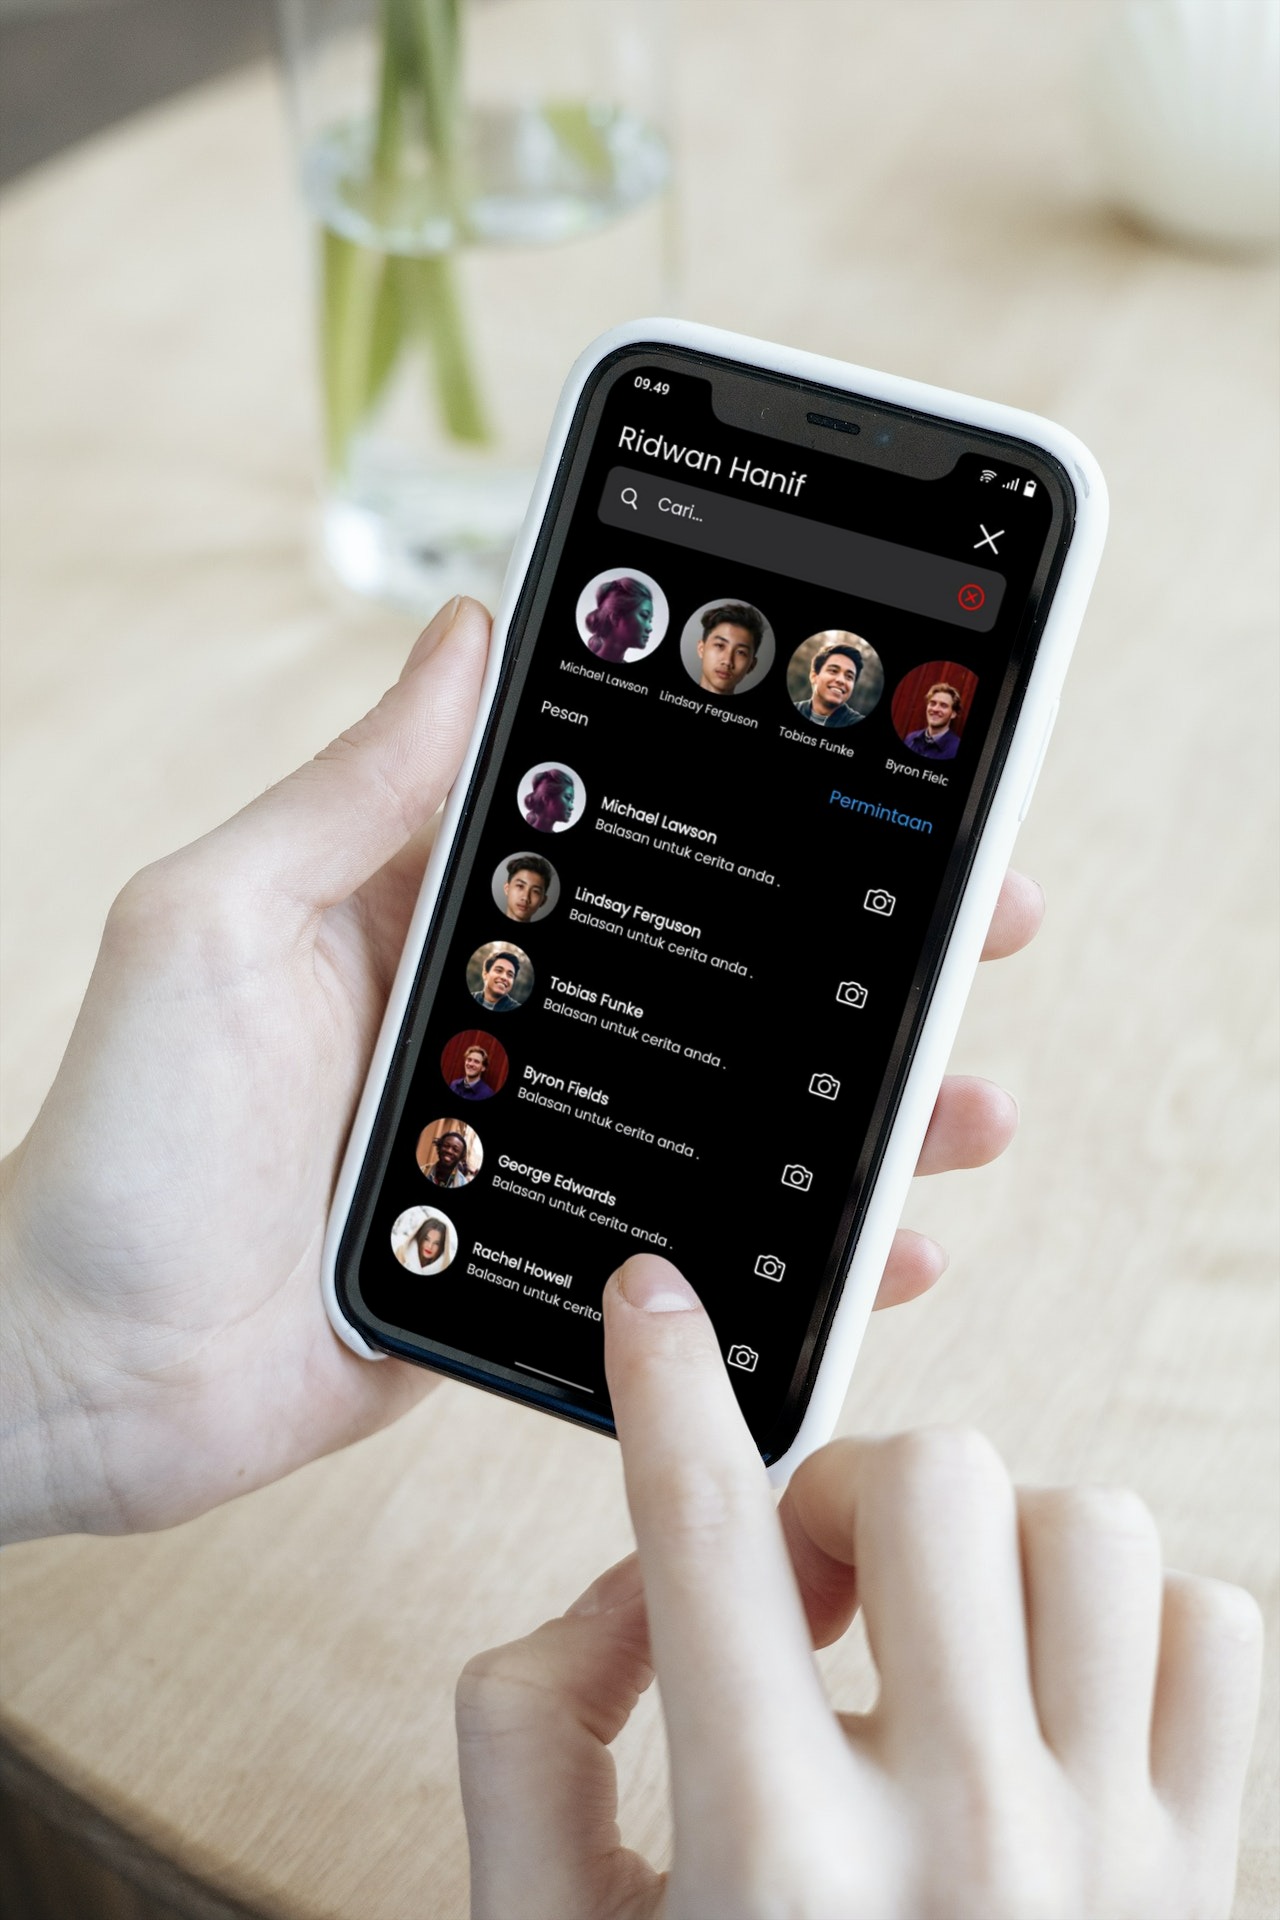 09.49
Ridwan Hanif
Cari...
Michael Lawson
Lindsay Ferguson
Tobias Funke
Byron Fielc
Pesan
Permintaan
Michael Lawson
Balasan untuk cerita anda .
Lindsay Ferguson
Balasan untuk cerita anda .
Tobias Funke
Balasan untuk cerita anda .
Byron Fields
Balasan untuk cerita anda .
George Edwards
Balasan untuk cerita anda .
Rachel Howell
Balasan untuk cerita